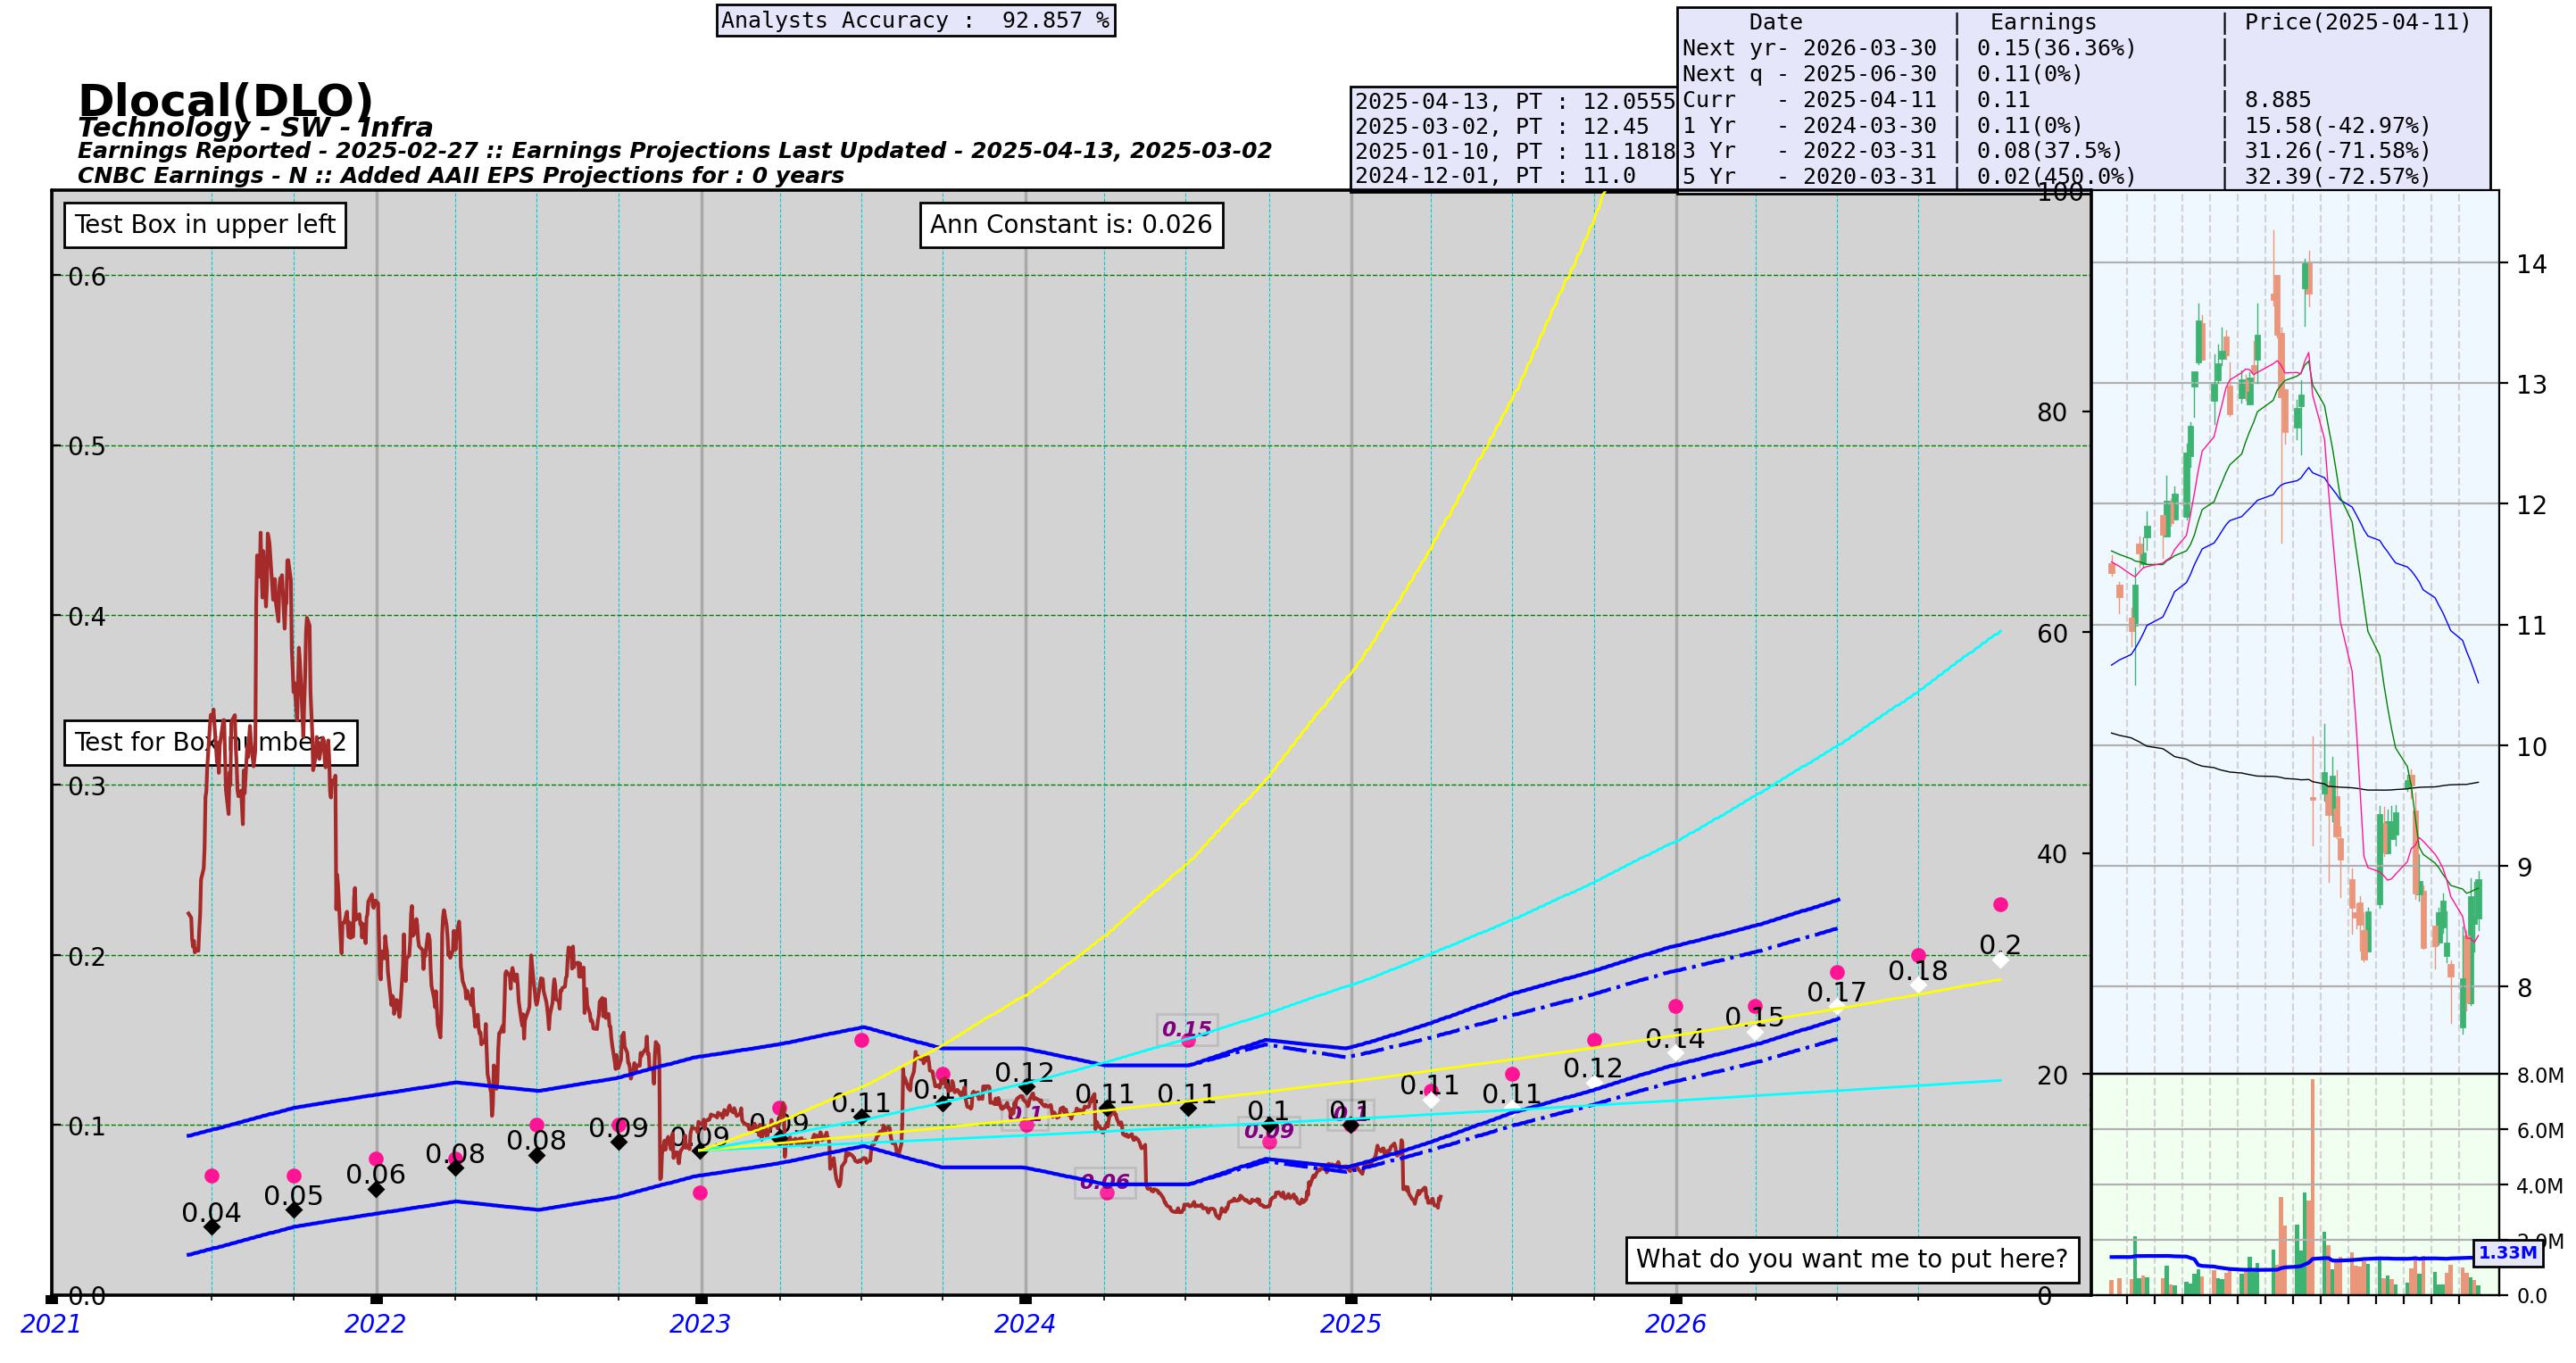 Analysts Accuracy :  92.857 %
Date | Earnings | Price(2025-04-11)
Next yr- 2026-03-30 | 0.15(36.36%) |
Next q - 2025-06-30 | 0.11(0%) |
Curr - 2025-04-11 | 0.11 | 8.885
1 Yr - 2024-03-30 | 0.11(0%) | 15.58(-42.97%)
3 Yr - 2022-03-31 | 0.08(37.5%) | 31.26(-71.58%)
5 Yr - 2020-03-31 | 0.02(450.0%) | 32.39(-72.57%)
2025-04-13, PT : 12.0555
2025-03-02, PT : 12.45
2025-01-10, PT : 11.1818
2024-12-01, PT : 11.0
Dlocal(DLO)
Technology - SW - Infra
Earnings Reported - 2025-02-27 :: Earnings Projections Last Updated - 2025-04-13, 2025-03-02
CNBC Earnings - N :: Added AAII EPS Projections for : 0 years
Test Box in upper left
Ann Constant is: 0.026
Test for Box number 2
What do you want me to put here?
0.6
0.5
0.4
0.3
0.2
0.1
0.0
100
80
60
40
20
0
0.04
0.05
0.06
0.08
0.08
0.09
0.09
0.09
0.11
0.11
0.12
0.11
0.11
0.1
0.1
0.11
0.11
0.12
0.14
0.15
0.17
0.18
0.2
0.1
0.06
0.15
0.09
0.1
14
13
12
11
10
9
8
8.0M
6.0M
4.0M
2.0M
1.33M
0.0
2021
2022
2023
2024
2025
2026